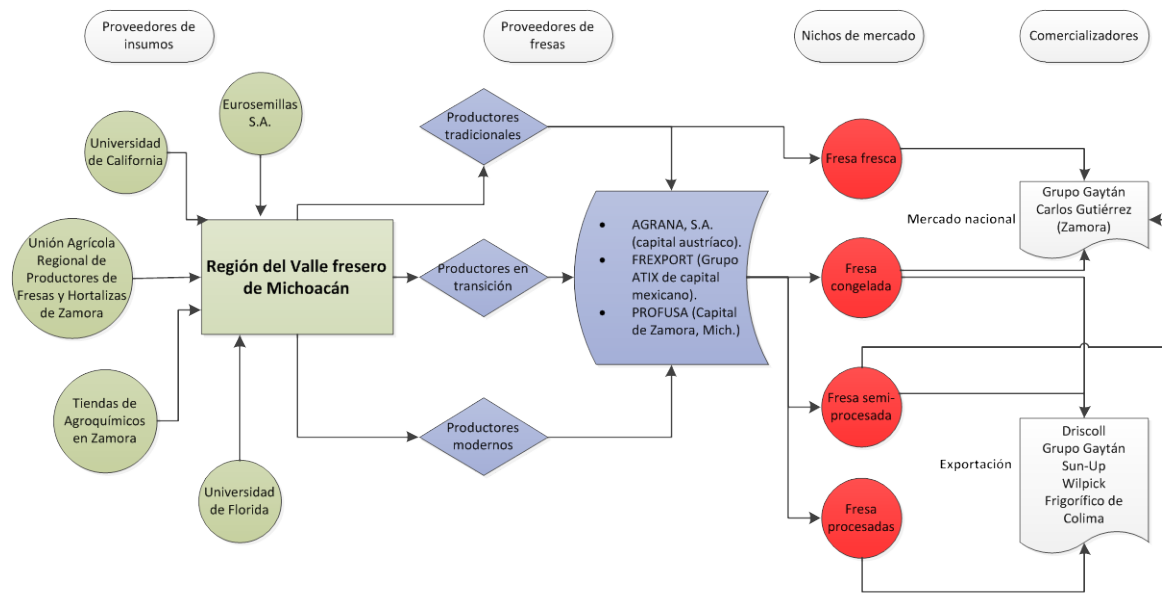 Proveedores de
insumos
Proveedores de
fresas
Nichos de mercado
Comercializadores
Eurosemillas
S.A.
Universidad
de California
Unión Agrícola
Regional de
Productores de
Fresas y Hortalizas
de Zamora
Tiendas de
Agroquímicos
en Zamora
Universidad
de Florida
Región del Valle fresero
de Michoacán
Productores
tradicionales
Productores en
transición
Productores
modernos
• AGRANA, S.A.
(capital austríaco).
• FREXPORT (Grupo
ATIX de capital
mexicano).
• PROFUSA (Capital
de Zamora, Mich.)
Fresa fresca
Fresa
congelada
Fresa semi-
procesada
Fresa
procesadas
Mercado nacional
Grupo Gaytán
Carlos Gutiérrez
(Zamora)
Exportación
Driscoll
Grupo Gaytán
Sun-Up
Wilpick
Frigorífico de
Colima